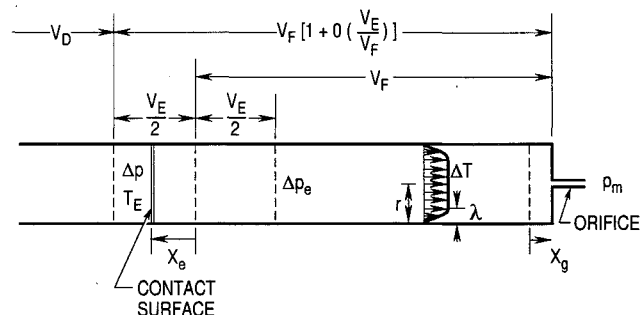 V_D
V_F [1+0 (V_E/V_F)]
V_F
V_E/2
V_E/2
Δp
T_E
Δp_e
ΔT
r
λ
p_m
ORIFICE
X_e
X_g
CONTACT
SURFACE